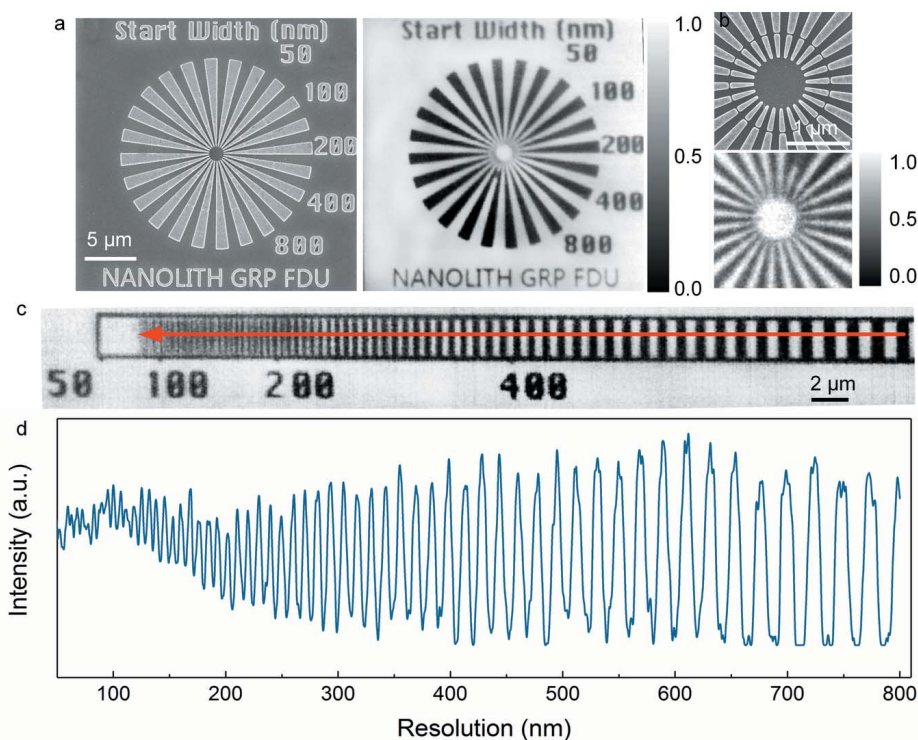 a
Start Width (nm)
50
100
200
400
800
5 μm
NANOLITH GRP FDU
Start Width (nm)
50
100
200
400
800
NANOLITH GRP FDU
1.0
0.5
0.0
b
1 μm
1.0
0.5
0.0
c
50 100 200 400
2 μm
d
Intensity (a.u.)
100 200 300 400 500 600 700 800
Resolution (nm)